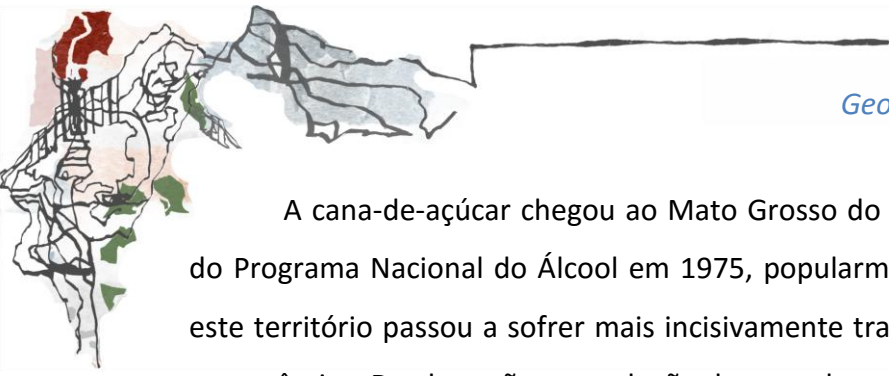 Geo
A cana-de-açúcar chegou ao Mato Grosso do
do Programa Nacional do Álcool em 1975, popularm
este território passou a sofrer mais incisivamente tra